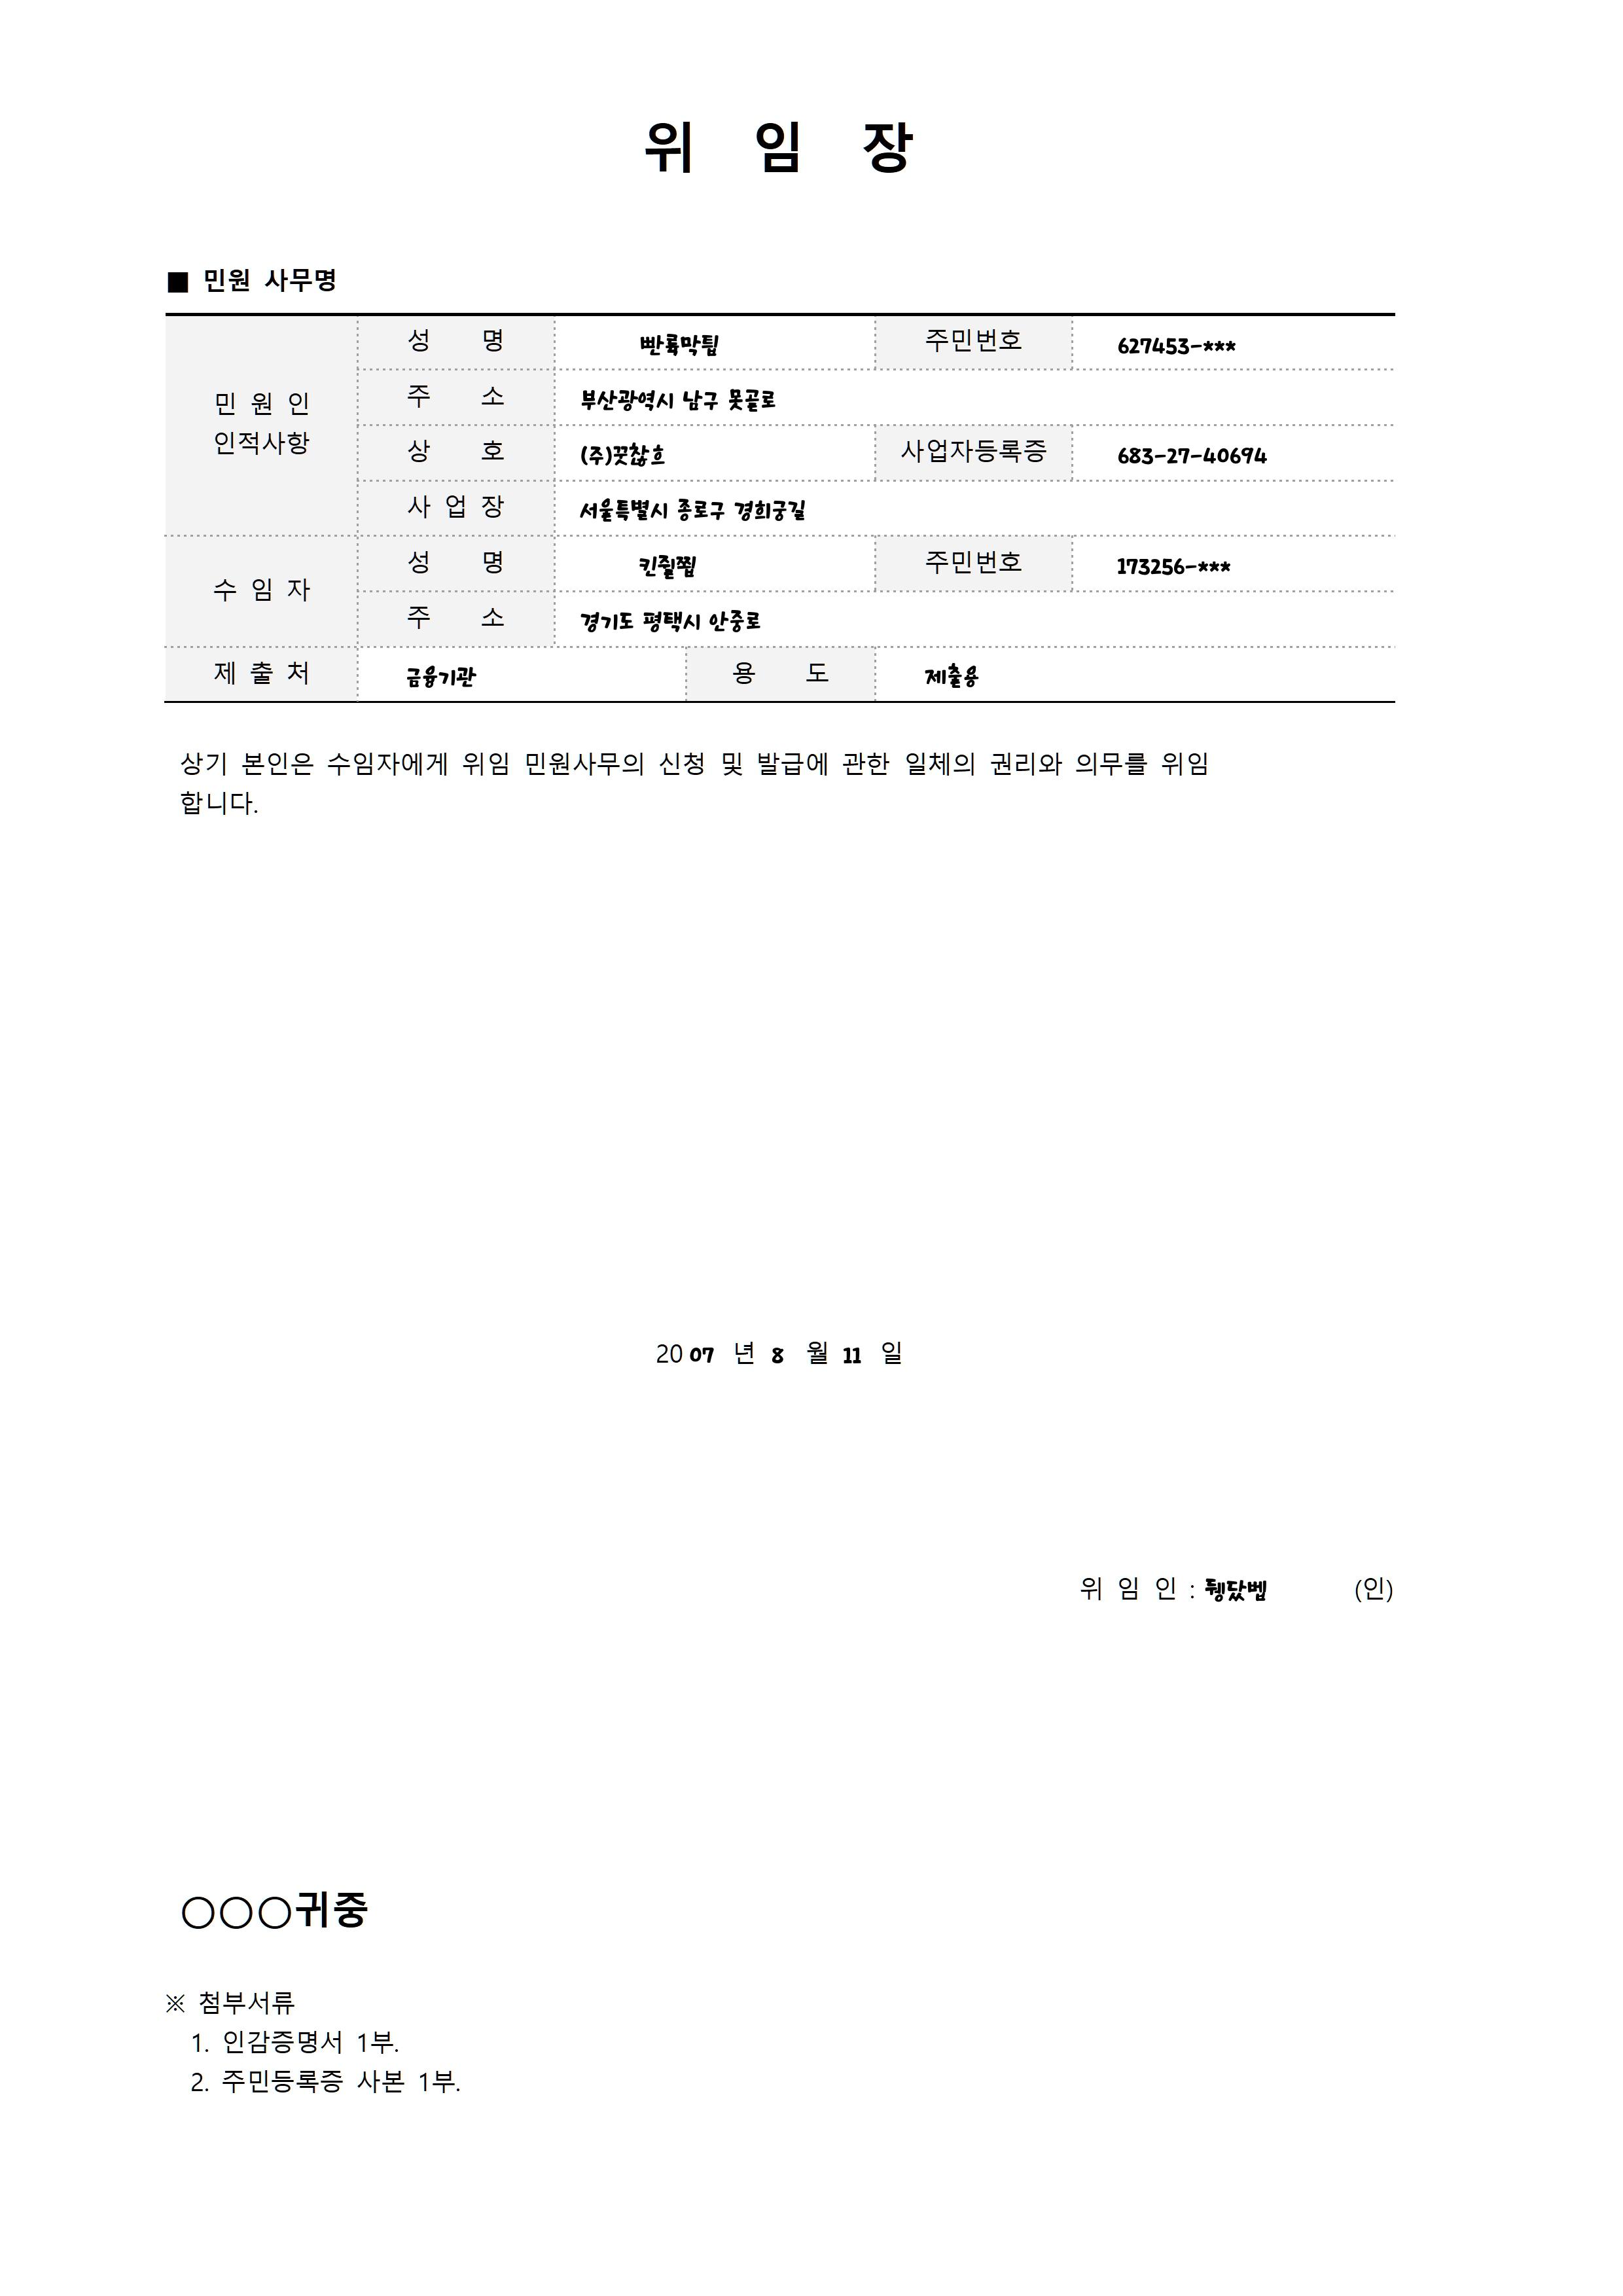 위 임 장
■ 민원 사무명
민 원 인 인적사항
성 명 빤룩막튑 주민번호 627453-***
주 소 부산광역시 남구 못골로
상 호 (주)꿋찮흐 사업자등록증 683-27-40694
사 업 장 서울특별시 종로구 경희궁길
수 임 자
성 명 킨쥘쬡 주민번호 173256-***
주 소 경기도 평택시 안중로
제 출 처 금융기관 용 도 제출용
상기 본인은 수임자에게 위임 민원사무의 신청 및 발급에 관한 일체의 권리와 의무를 위임
합니다.
2007 년 8 월 11 일
위 임 인 : (인)
○○○귀중
※ 첨부서류
1. 인감증명서 1부.
2. 주민등록증 사본 1부.